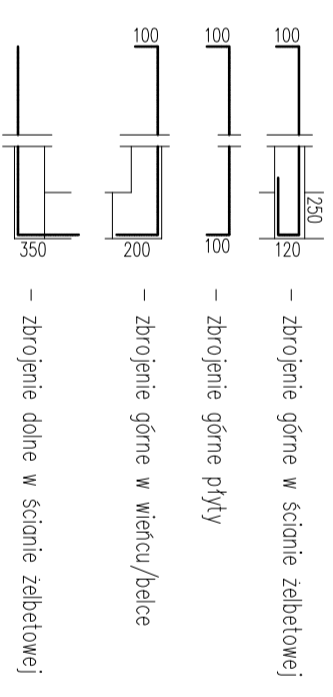 100
250
120
– zbrojenie górne w ścianie żelbetowej
100
100
– zbrojenie górne płyty
100
200
– zbrojenie górne w wieńcu/belce
350
– zbrojenie dolne w ścianie żelbetowej